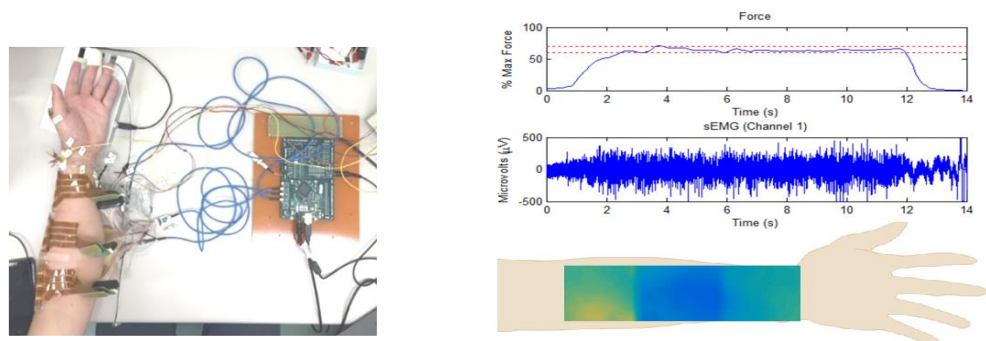 Force
% Max Force
100
50
0
0 2 4 6 8 10 12 14
Time (s)
sEMG (Channel 1)
Microvolts (μV)
500
0
-500
0 2 4 6 8 10 12 14
Time (s)